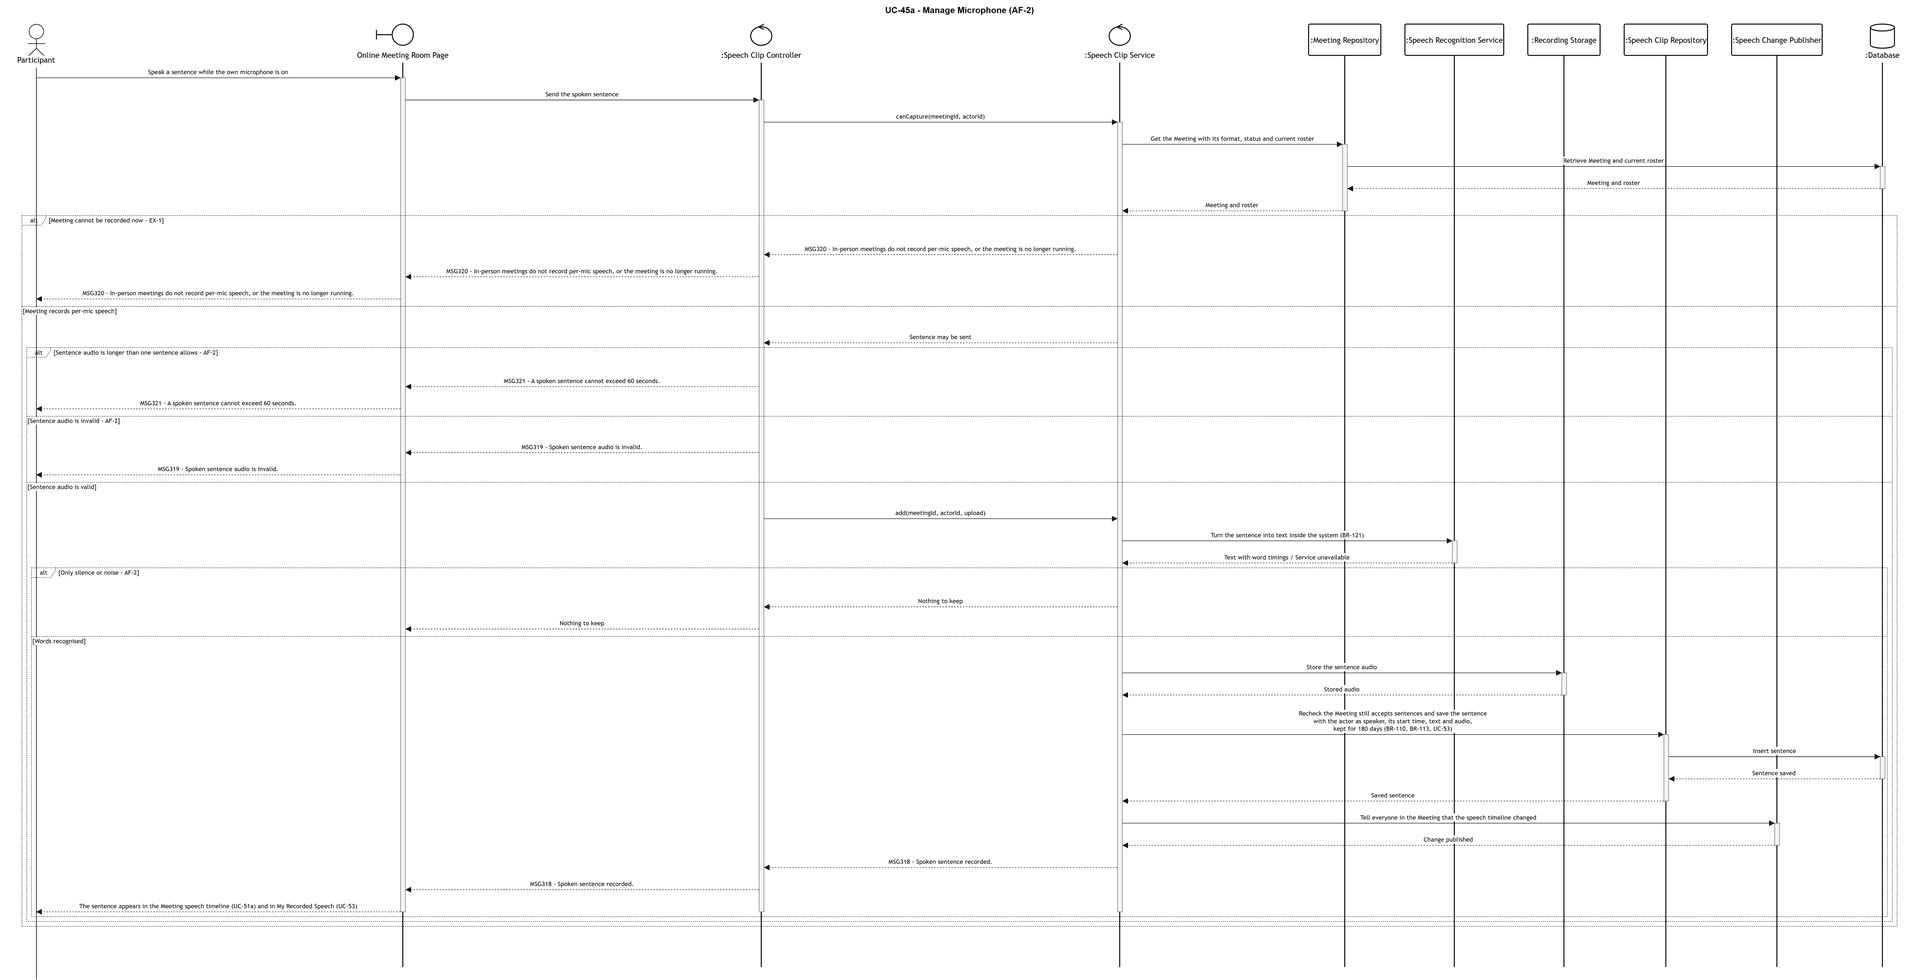 UC-45a - Manage Microphone (AF-2)
Participant
Online Meeting Room Page
:Speech Clip Controller
:Speech Clip Service
:Meeting Repository
:Speech Recognition Service
:Recording Storage
:Speech Clip Repository
:Speech Change Publisher
:Database
Speak a sentence while the own microphone is on
Send the spoken sentence
canCapture(meetingId, actorId)
Get the Meeting with its format, status and current roster
Retrieve Meeting and current roster
Meeting and roster
Meeting and roster
alt [Meeting cannot be recorded now - EX-1]
MSG320 - In-person meetings do not record per-mic speech, or the meeting is no longer running.
MSG320 - In-person meetings do not record per-mic speech, or the meeting is no longer running.
MSG320 - In-person meetings do not record per-mic speech, or the meeting is no longer running.
[Meeting records per-mic speech]
Sentence may be sent
alt [Sentence audio is longer than one sentence allows - AF-2]
MSG321 - A spoken sentence cannot exceed 60 seconds.
MSG321 - A spoken sentence cannot exceed 60 seconds.
[Sentence audio is invalid - AF-2]
MSG319 - Spoken sentence audio is invalid.
MSG319 - Spoken sentence audio is invalid.
[Sentence audio is valid]
add(meetingId, actorId, upload)
Turn the sentence into text inside the system (BR-121)
Text with word timings / Service unavailable
alt [Only silence or noise - AF-2]
Nothing to keep
Nothing to keep
[Words recognised]
Store the sentence audio
Stored audio
Recheck the Meeting still accepts sentences and save the sentence
with the actor as speaker, its start time, text and audio,
kept for 180 days (BR-110, BR-113, UC-53)
Insert sentence
Sentence saved
Saved sentence
Tell everyone in the Meeting that the speech timeline changed
Change published
MSG318 - Spoken sentence recorded.
MSG318 - Spoken sentence recorded.
The sentence appears in the Meeting speech timeline (UC-51a) and in My Recorded Speech (UC-53)